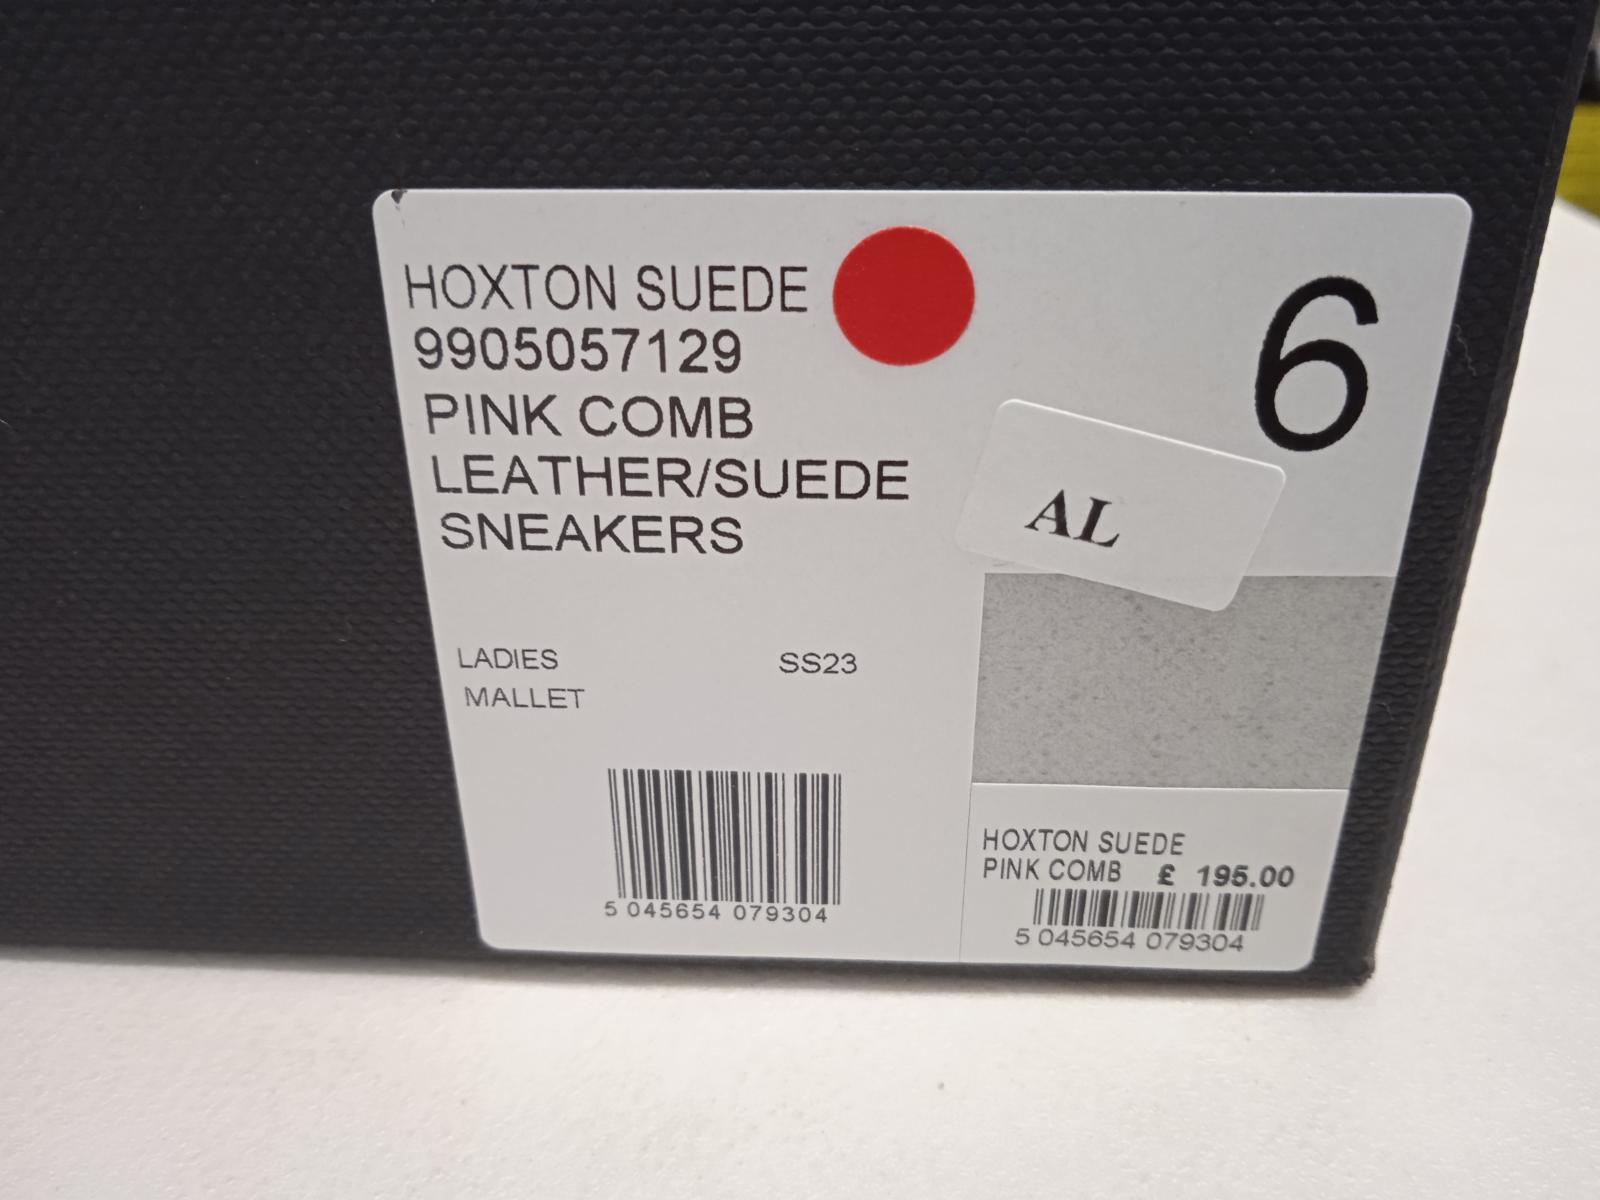 HOXTON SUEDE
9905057129
PINK COMB
LEATHER/SUEDE
SNEAKERS
6
AL
LADIES SS23
MALLET
5 045654 079304
HOXTON SUEDE
PINK COMB £ 195.00
5 045654 079304